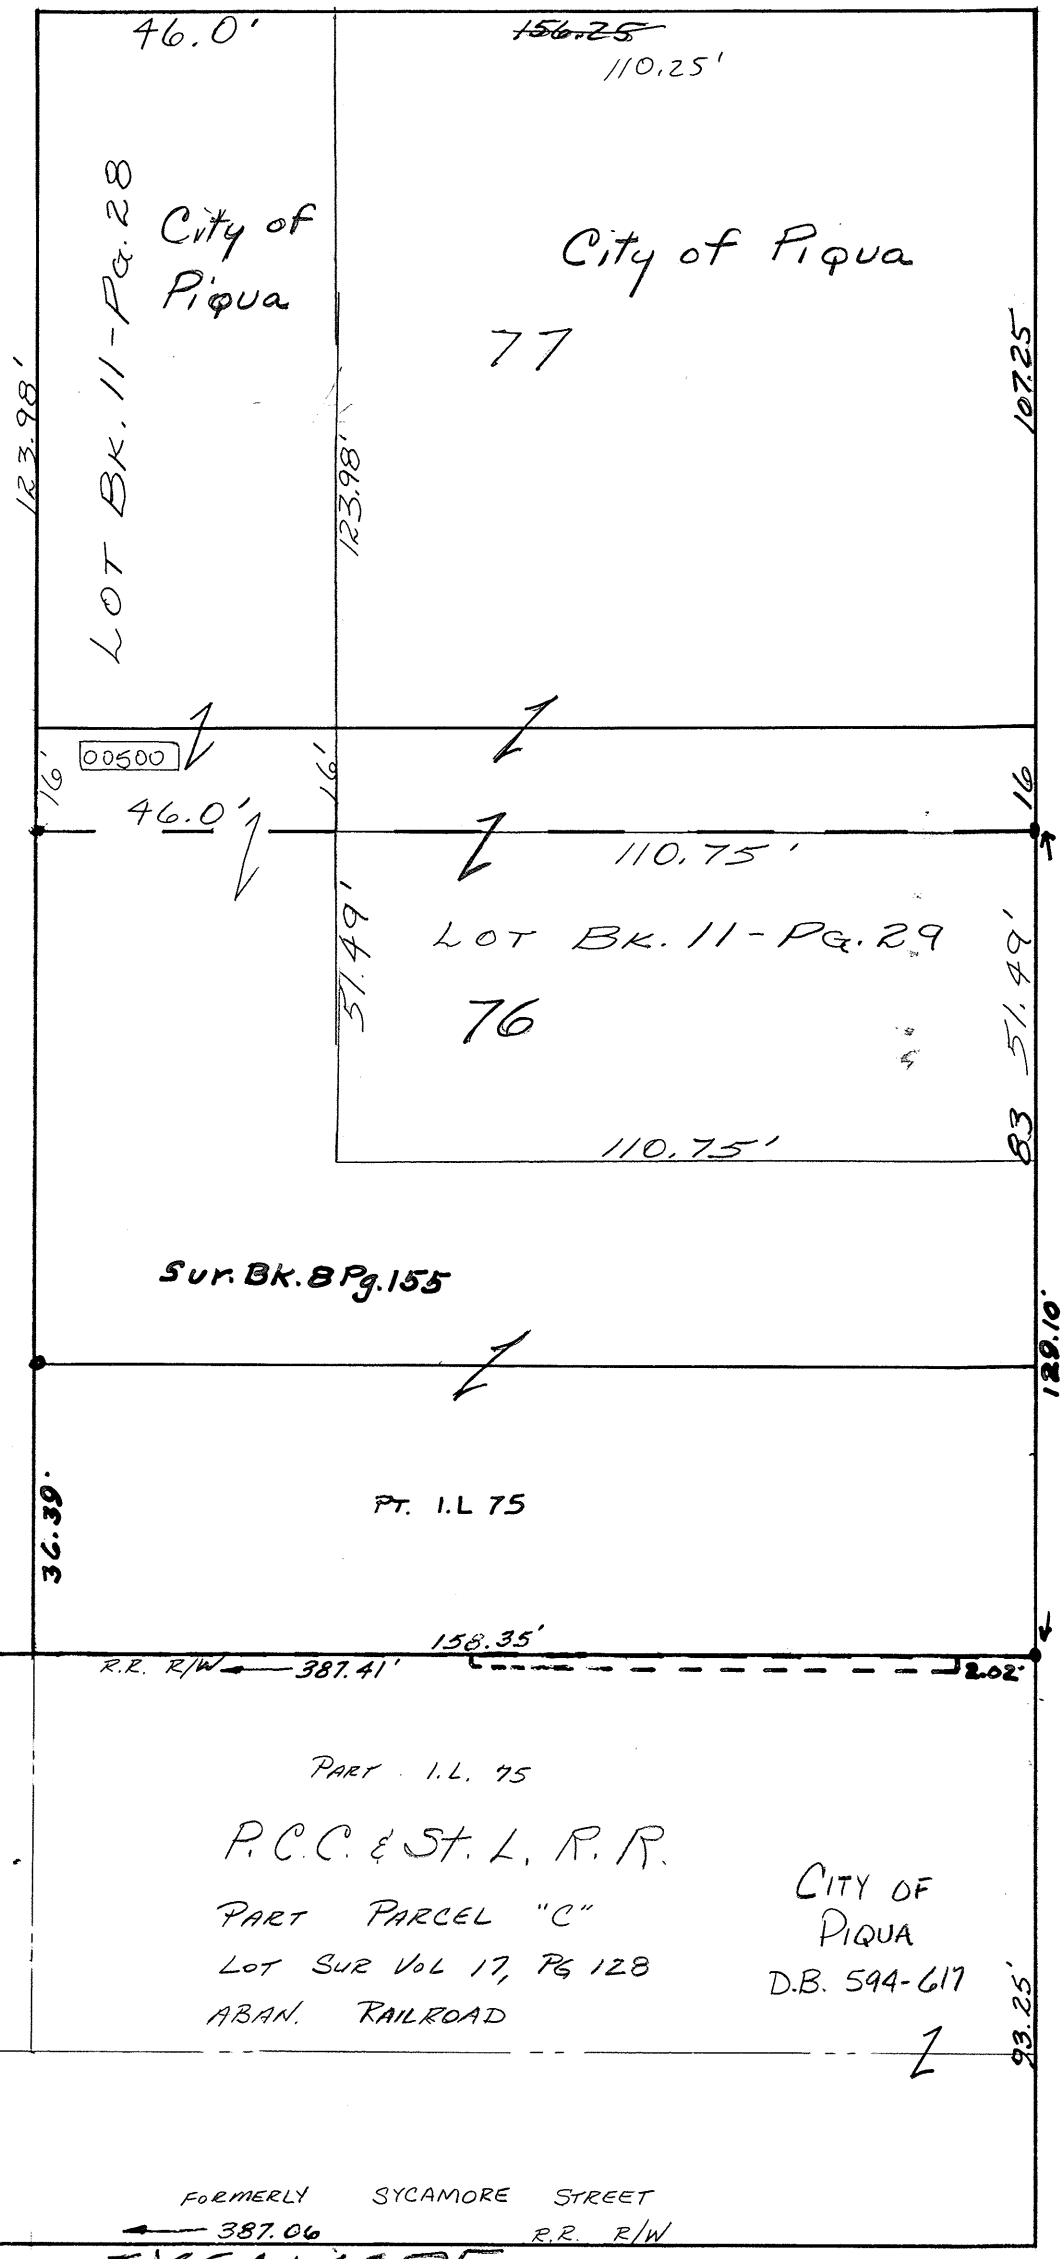 46.0'
156.25
110.25'
LOT BK. 11-PG. 28
City of
Piqua
City of Piqua
77
123.98'
123.98'
107.25
00500
16'
16'
16
46.0'
110.75'
LOT BK. 11-PG. 29
76
51.49'
51.49'
83
110.75'
Sur. BK. 8 Pg. 155
129.10'
PT. I.L 75
36.39'
158.35'
R.R. R/W 387.41'
2.02'
PART I.L. 75
P.C.C. & St. L. R. R.
PART PARCEL "C"
LOT SUR VOL 17, PG 128
ABAN. RAILROAD
CITY OF
PIQUA
D.B. 594-617
93.25'
FORMERLY SYCAMORE STREET
387.06 R.R. R/W